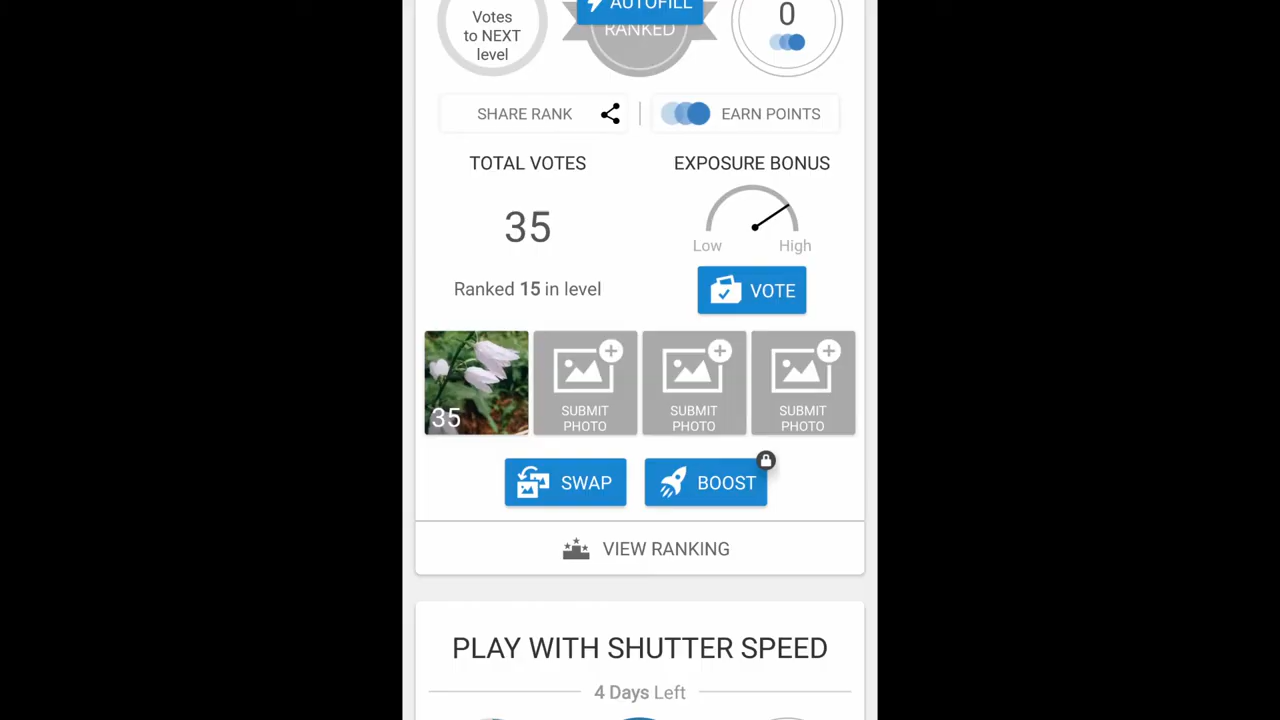 AUTOFILL
Votes
to NEXT
level
RANKED
0
SHARE RANK
EARN POINTS
TOTAL VOTES
EXPOSURE BONUS
35
Low
High
Ranked 15 in level
VOTE
35
SUBMIT
PHOTO
SUBMIT
PHOTO
SUBMIT
PHOTO
SWAP
BOOST
VIEW RANKING
PLAY WITH SHUTTER SPEED
4 Days Left